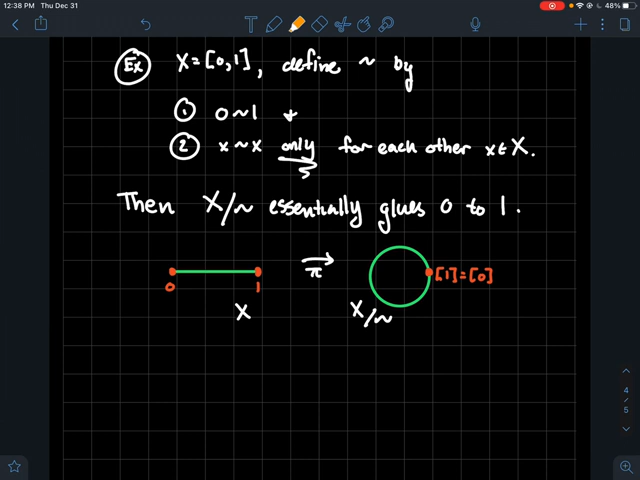 12:38 PM Thu Dec 31
48%
Ex X = [0,1], define ~ by
1 0 ~ 1 +
2 x ~ x only for each other x ∈ X.
Then X/~ essentially glues 0 to 1.
π
[1]=[0]
0 1
X X/~
4
/
5